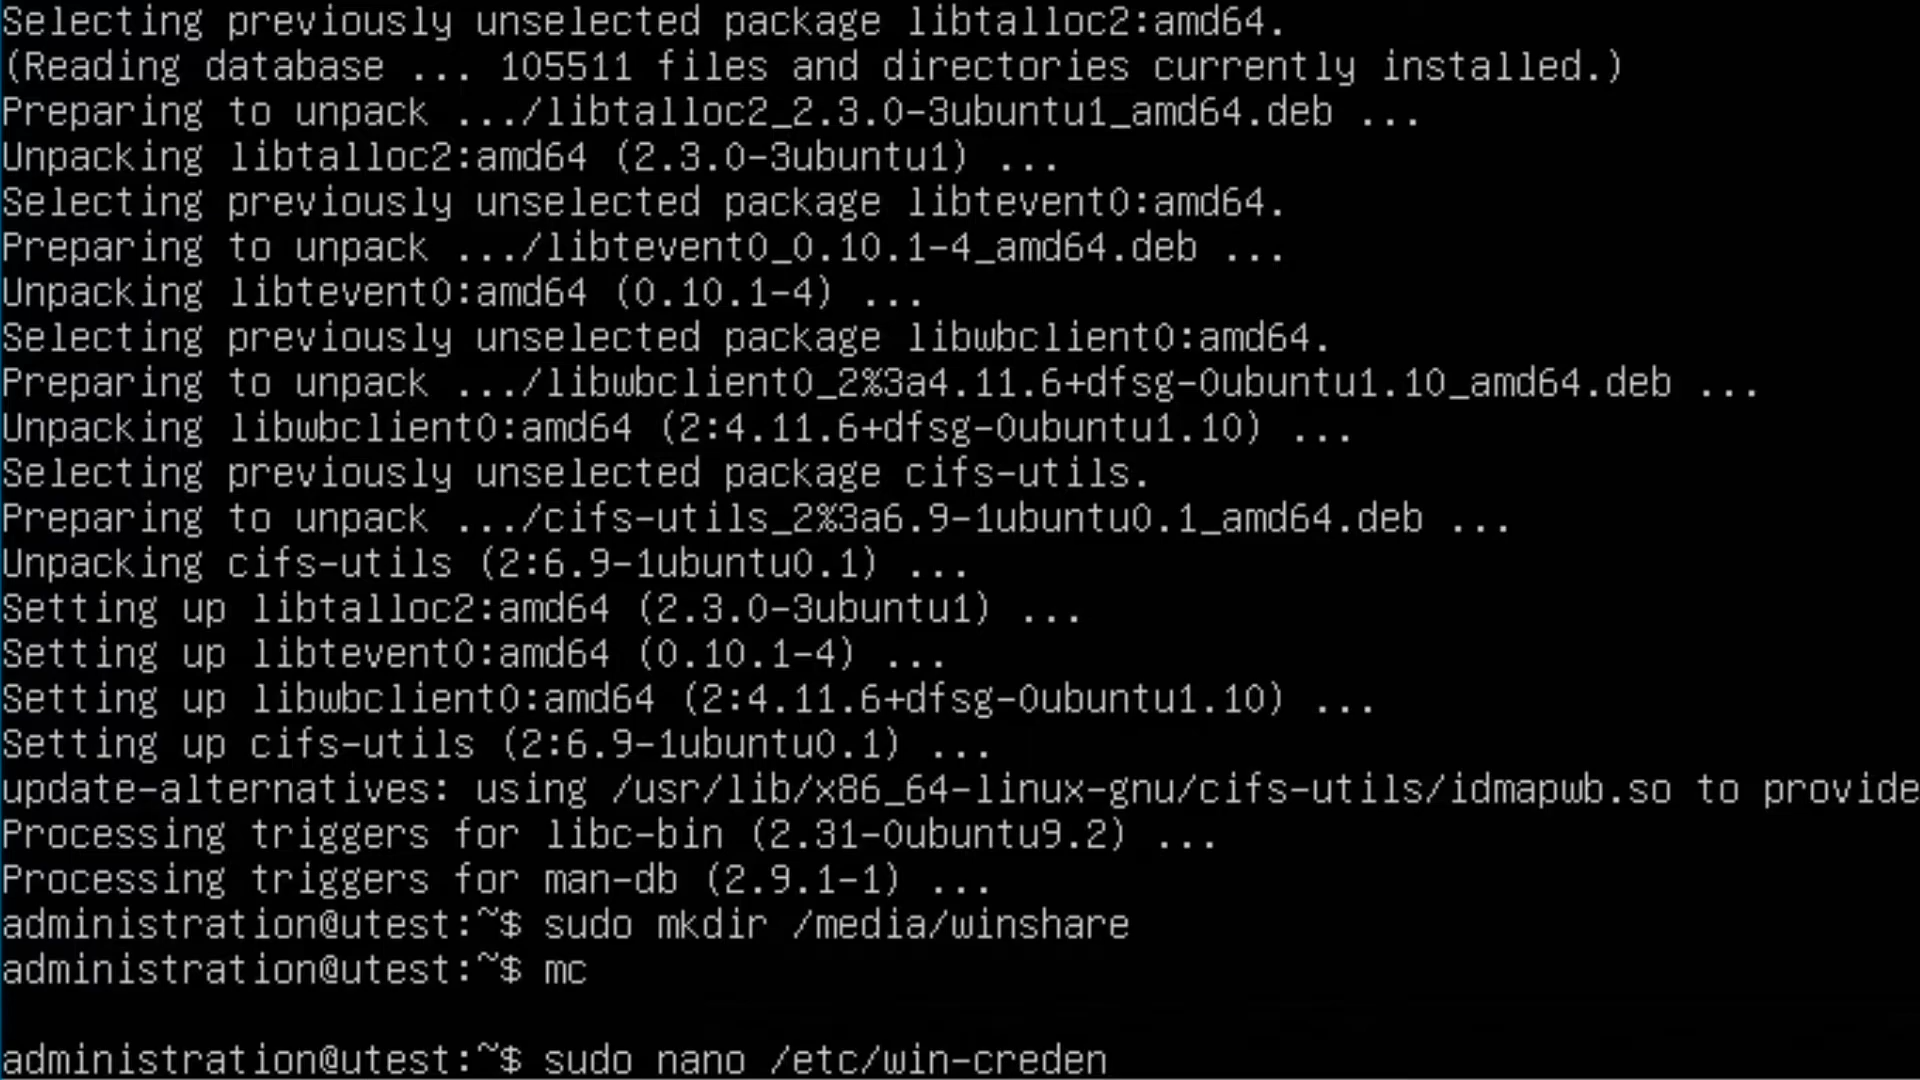 Selecting previously unselected package libtalloc2:amd64.
(Reading database ... 105511 files and directories currently installed.)
Preparing to unpack .../libtalloc2_2.3.0-3ubuntu1_amd64.deb ...
Unpacking libtalloc2:amd64 (2.3.0-3ubuntu1) ...
Selecting previously unselected package libtevent0:amd64.
Preparing to unpack .../libtevent0_0.10.1-4_amd64.deb ...
Unpacking libtevent0:amd64 (0.10.1-4) ...
Selecting previously unselected package libwbclient0:amd64.
Preparing to unpack .../libwbclient0_2%3a4.11.6+dfsg-0ubuntu1.10_amd64.deb ...
Unpacking libwbclient0:amd64 (2:4.11.6+dfsg-0ubuntu1.10) ...
Selecting previously unselected package cifs-utils.
Preparing to unpack .../cifs-utils_2%3a6.9-1ubuntu0.1_amd64.deb ...
Unpacking cifs-utils (2:6.9-1ubuntu0.1) ...
Setting up libtalloc2:amd64 (2.3.0-3ubuntu1) ...
Setting up libtevent0:amd64 (0.10.1-4) ...
Setting up libwbclient0:amd64 (2:4.11.6+dfsg-0ubuntu1.10) ...
Setting up cifs-utils (2:6.9-1ubuntu0.1) ...
update-alternatives: using /usr/lib/x86_64-linux-gnu/cifs-utils/idmapwb.so to provide
Processing triggers for libc-bin (2.31-0ubuntu9.2) ...
Processing triggers for man-db (2.9.1-1) ...
administration@utest:~$ sudo mkdir /media/winshare
administration@utest:~$ mc
administration@utest:~$ sudo nano /etc/win-creden